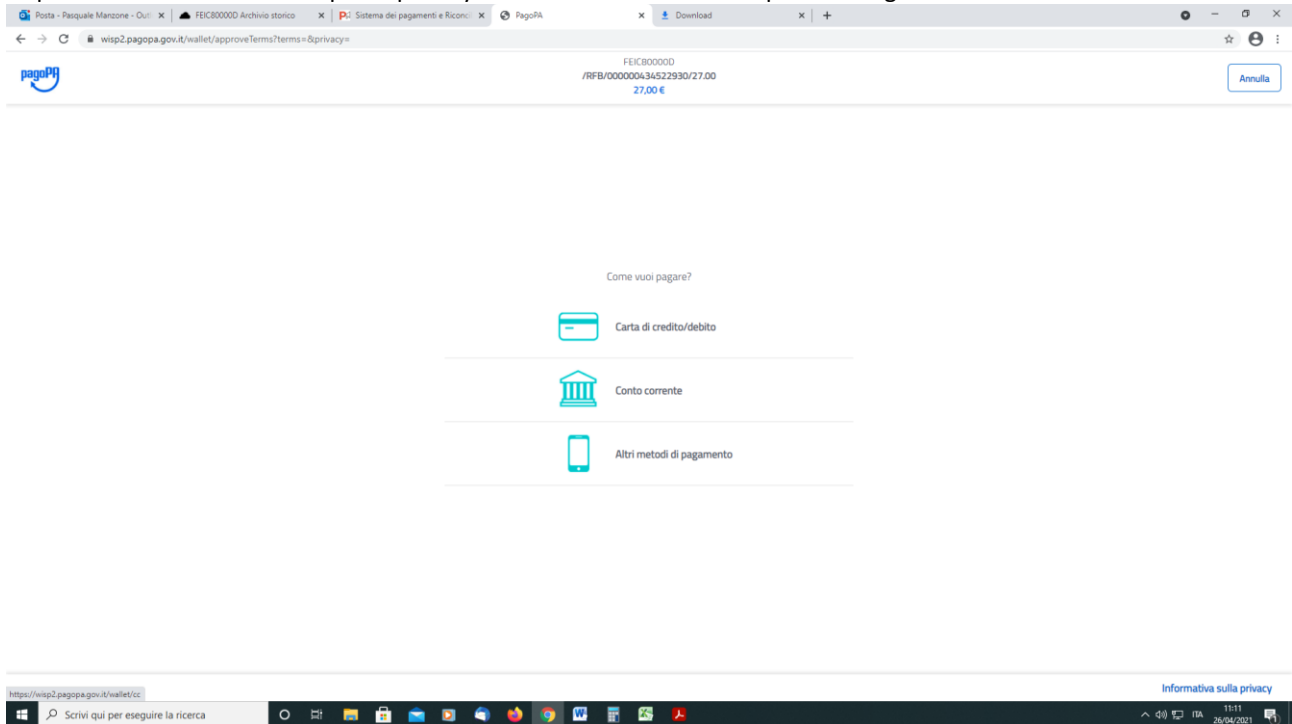 Posta - Pasquale Manzone - Outl
FEIC80000D Archivio storico
Sistema dei pagamenti e Riconcil
PagoPA
Download
wisp2.pagopa.gov.it/wallet/approveTerms?terms=&privacy=
pagoPA
FEIC80000D
/RFB/000000434522930/27.00
27,00 €
Annulla
Come vuoi pagare?
Carta di credito/debito
Conto corrente
Altri metodi di pagamento
Informativa sulla privacy
https://wisp2.pagopa.gov.it/wallet/cc
Scrivi qui per eseguire la ricerca
ITA
11:11
26/04/2021